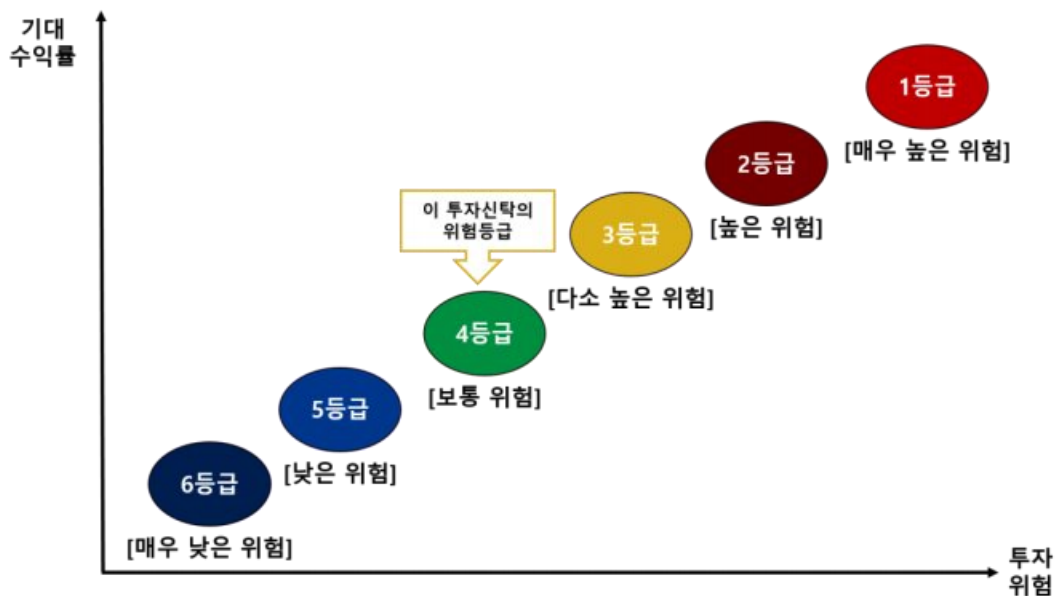 기대
수익률
1등급
[매우 높은 위험]
2등급
[높은 위험]
이 투자신탁의
위험등급
3등급
[다소 높은 위험]
4등급
[보통 위험]
5등급
[낮은 위험]
6등급
[매우 낮은 위험]
투자
위험